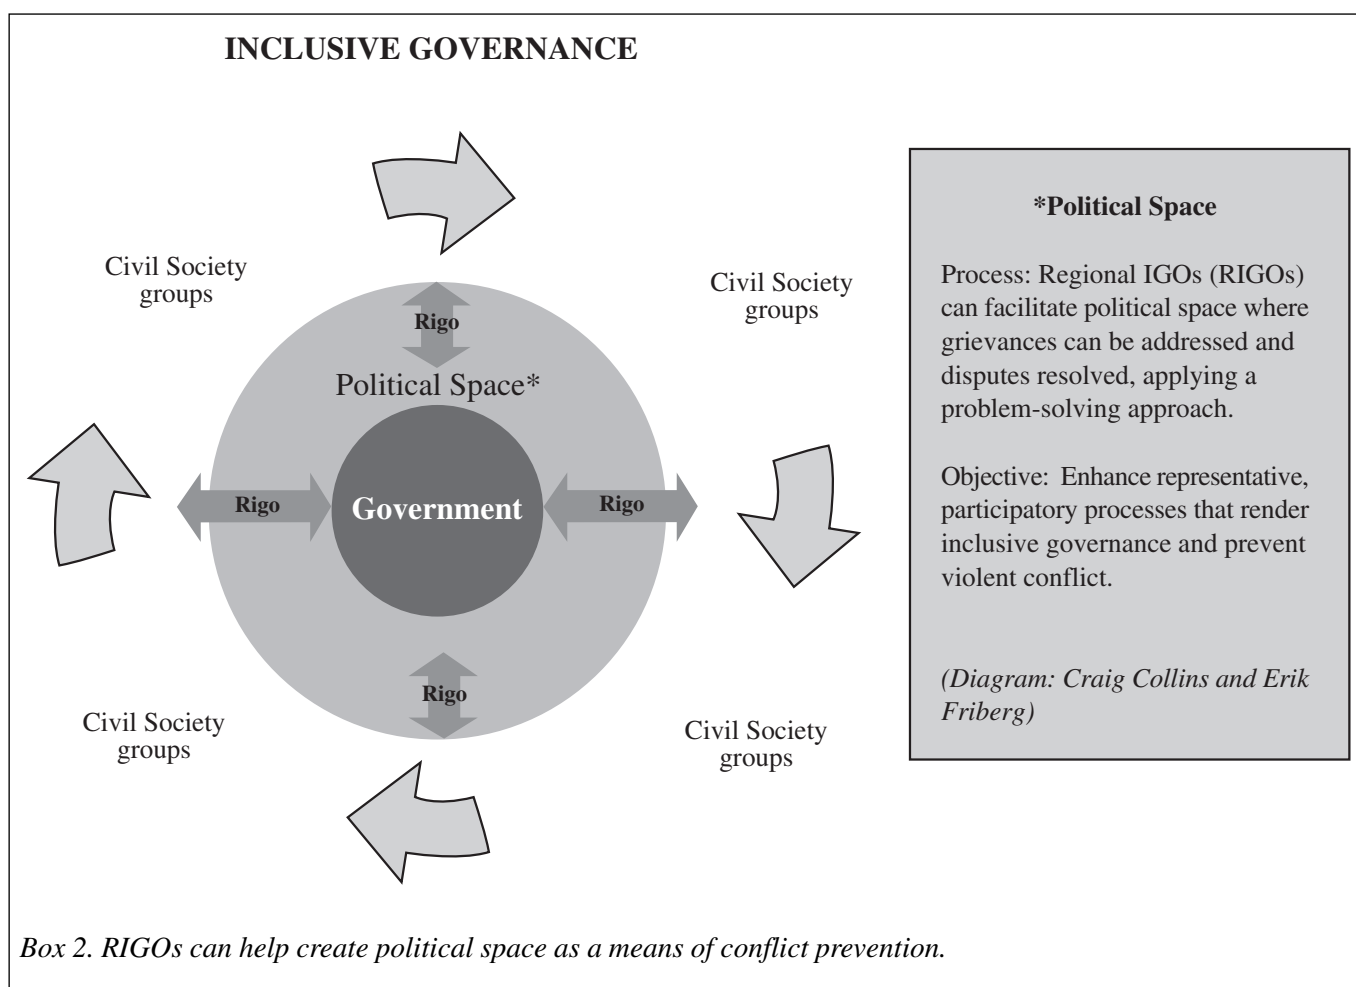 INCLUSIVE GOVERNANCE
Civil Society
groups
Civil Society
groups
Rigo
Political Space*
Rigo
Government
Rigo
Rigo
Civil Society
groups
Civil Society
groups
*Political Space
Process: Regional IGOs (RIGOs)
can facilitate political space where
grievances can be addressed and
disputes resolved, applying a
problem-solving approach.
Objective: Enhance representative,
participatory processes that render
inclusive governance and prevent
violent conflict.
(Diagram: Craig Collins and Erik
Friberg)
Box 2. RIGOs can help create political space as a means of conflict prevention.